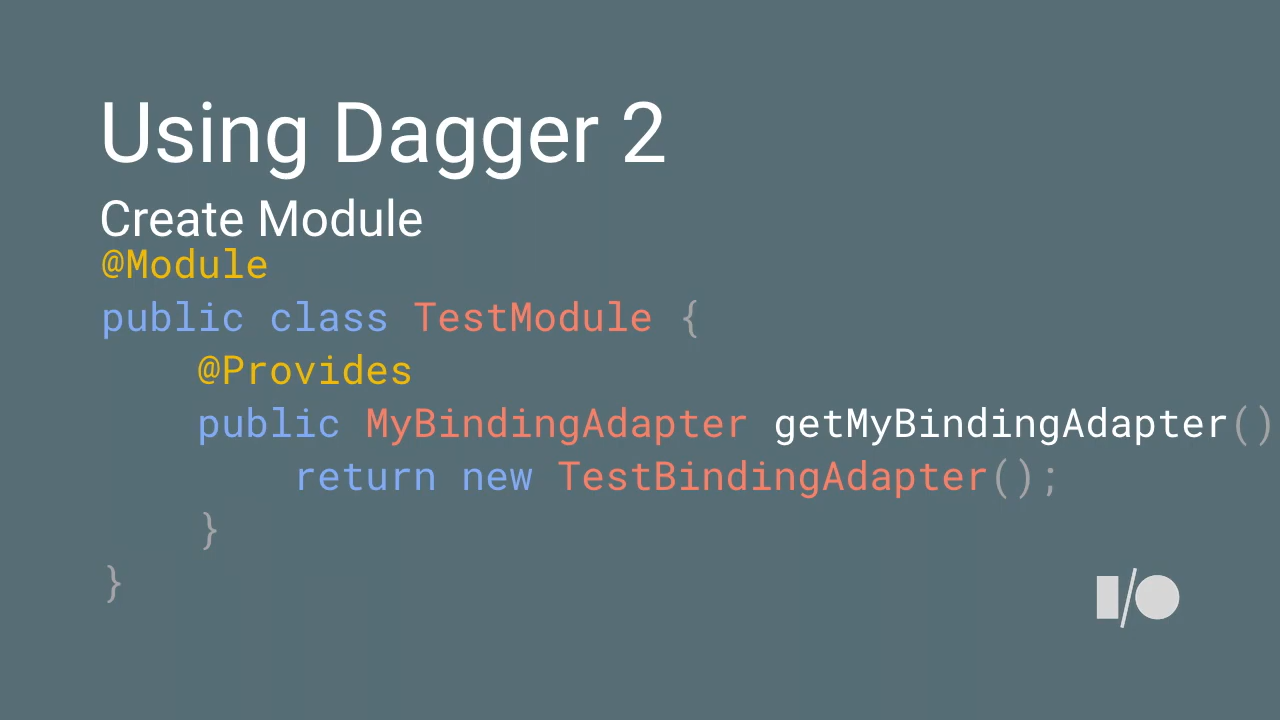 Using Dagger 2
Create Module
@Module
public class TestModule {
@Provides
public MyBindingAdapter getMyBindingAdapter()
return new TestBindingAdapter();
}
}
I/O